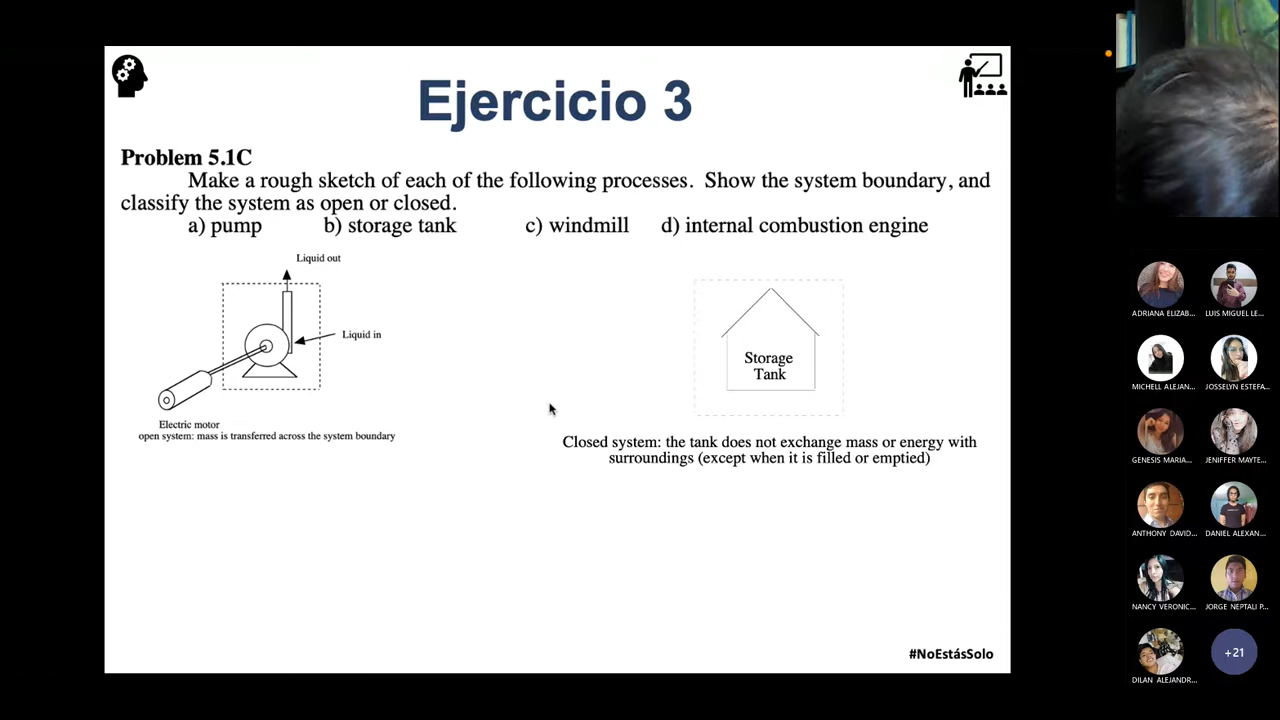 Ejercicio 3
Problem 5.1C
Make a rough sketch of each of the following processes. Show the system boundary, and
classify the system as open or closed.
a) pump b) storage tank c) windmill d) internal combustion engine
Liquid out
Liquid in
Electric motor
open system: mass is transferred across the system boundary
Storage
Tank
Closed system: the tank does not exchange mass or energy with
surroundings (except when it is filled or emptied)
#NoEstásSolo
ADRIANA ELIZAB... LUIS MIGUEL LE...
MICHELL ALEJAN... JOSSELYN ESTEFA...
GENESIS MARIA... JENIFFER MAYTE...
ANTHONY DAVID... DANIEL ALEXAN...
NANCY VERONIC... JORGE NEPTALI P...
DILAN ALEJANDR... +21